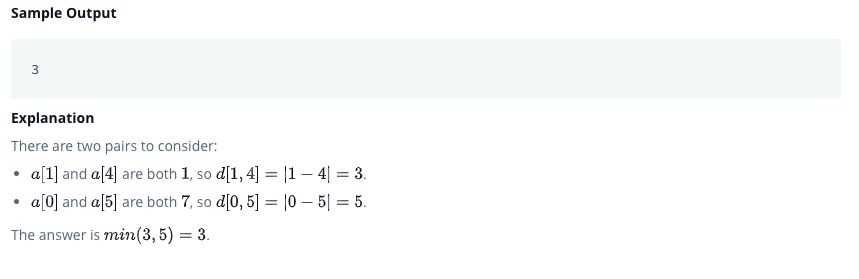 Sample Output
3
Explanation
There are two pairs to consider:
• a[1] and a[4] are both 1, so d[1, 4] = |1 − 4| = 3.
• a[0] and a[5] are both 7, so d[0, 5] = |0 − 5| = 5.
The answer is min(3, 5) = 3.